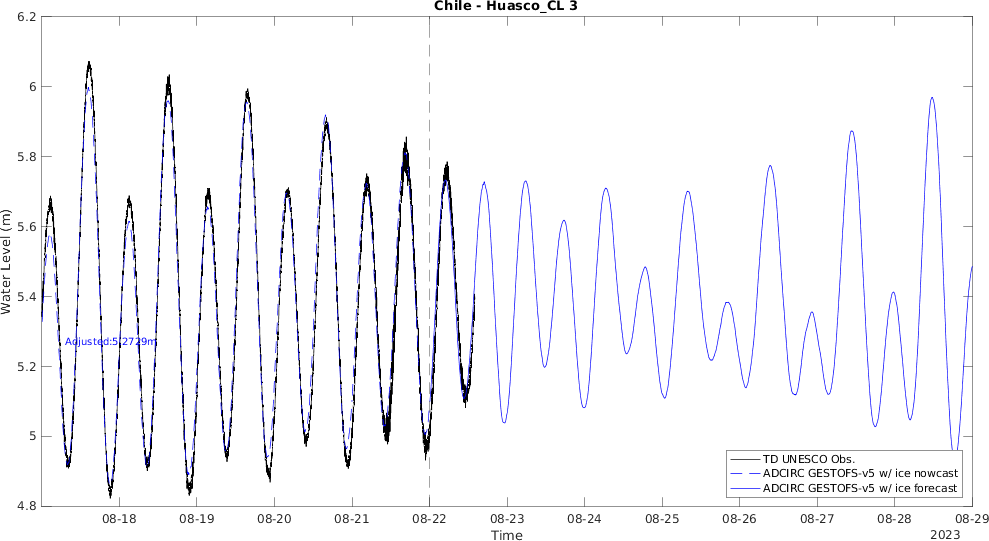 Chile - Huasco_CL 3
6.2
6
5.8
5.6
5.4
5.2
5
4.8
Water Level (m)
Adjusted:5.2729m
TD UNESCO Obs.
ADCIRC GESTOFS-v5 w/ ice nowcast
ADCIRC GESTOFS-v5 w/ ice forecast
08-18 08-19 08-20 08-21 08-22 08-23 08-24 08-25 08-26 08-27 08-28 08-29
Time
2023